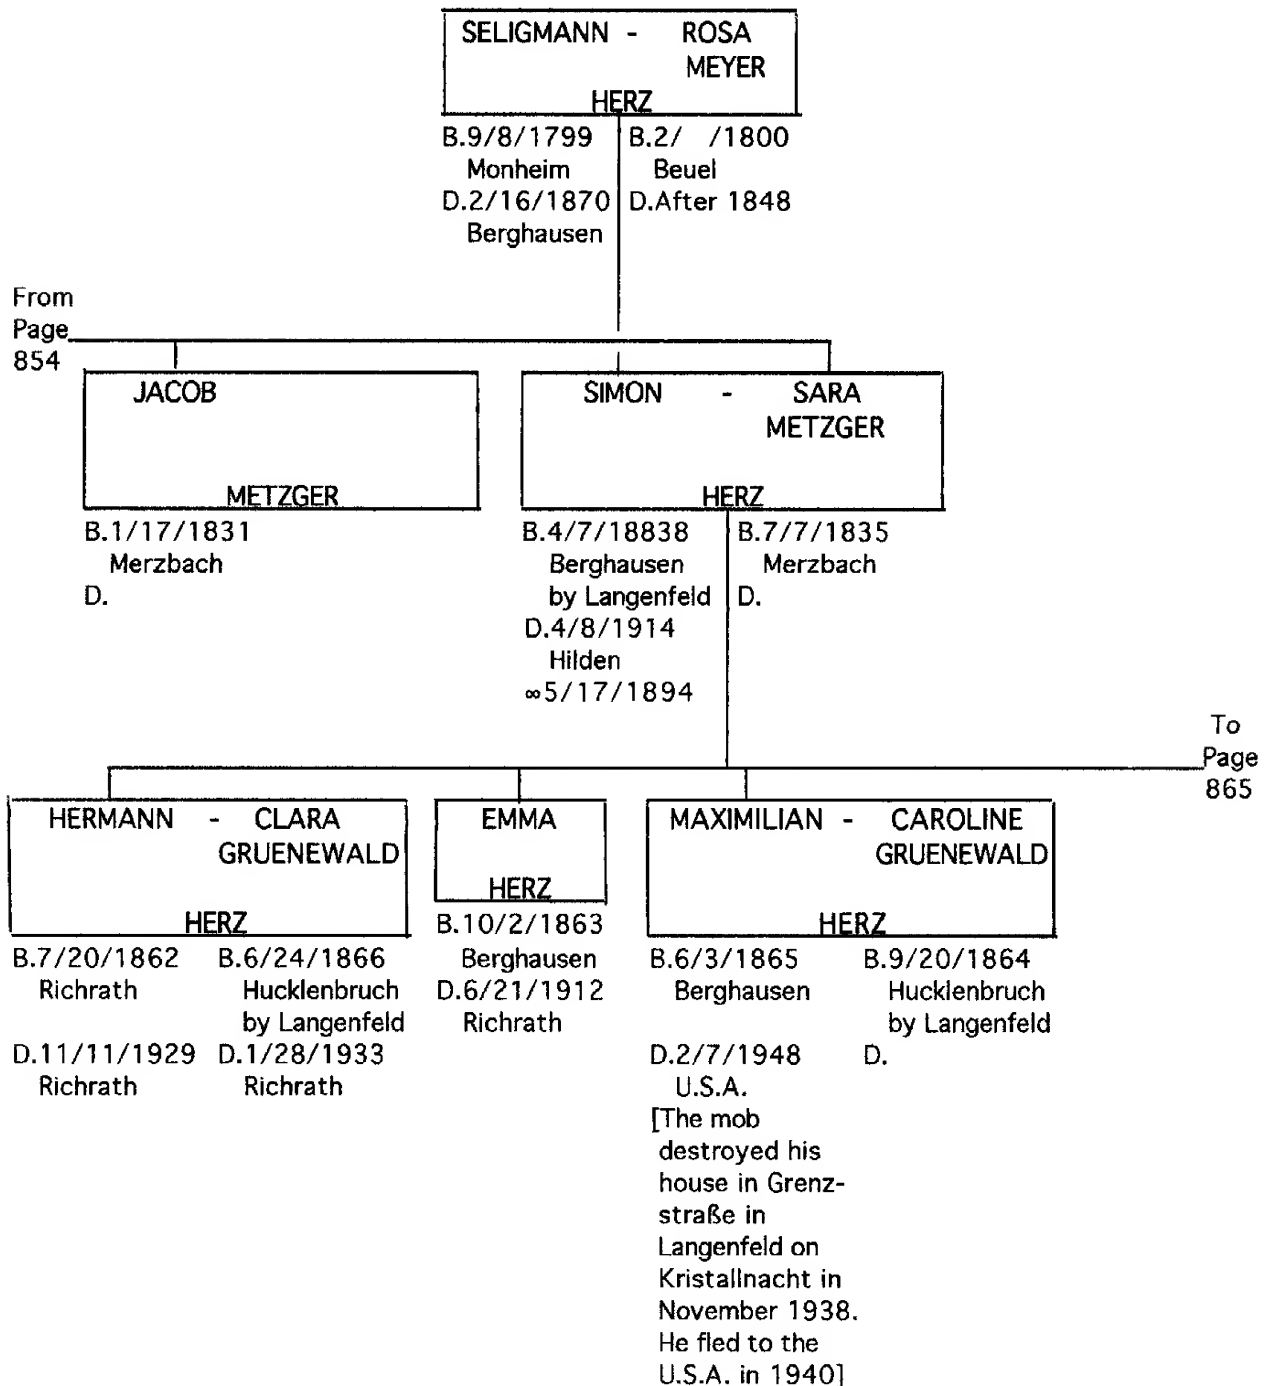 SELIGMANN - ROSA
MEYER
HERZ
B.9/8/1799 B.2/ /1800
Monheim Beuel
D.2/16/1870 D.After 1848
Berghausen
From
Page
854
JACOB
METZGER
B.1/17/1831
Merzbach
D.
SIMON - SARA
METZGER
HERZ
B.4/7/18838 B.7/7/1835
Berghausen Merzbach
by Langenfeld D.
D.4/8/1914
Hilden
∞5/17/1894
To
Page
865
HERMANN - CLARA
GRUENEWALD
HERZ
B.7/20/1862 B.6/24/1866
Richrath Hucklenbruch
by Langenfeld
D.11/11/1929 D.1/28/1933
Richrath Richrath
EMMA
HERZ
B.10/2/1863
Berghausen
D.6/21/1912
Richrath
MAXIMILIAN - CAROLINE
GRUENEWALD
HERZ
B.6/3/1865 B.9/20/1864
Berghausen Hucklenbruch
by Langenfeld
D.2/7/1948 D.
U.S.A.
[The mob
destroyed his
house in Grenz-
straße in
Langenfeld on
Kristallnacht in
November 1938.
He fled to the
U.S.A. in 1940]